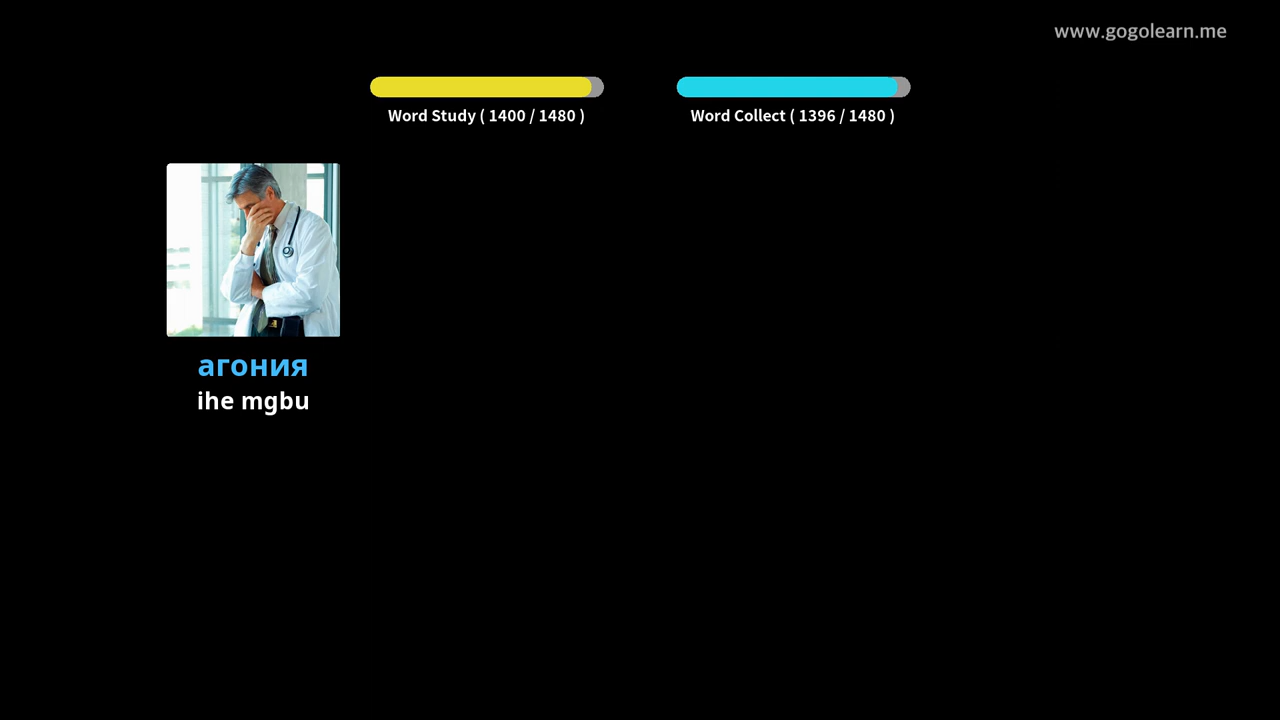 www.gogolearn.me
Word Study ( 1400 / 1480 )
Word Collect ( 1396 / 1480 )
агония
ihe mgbu